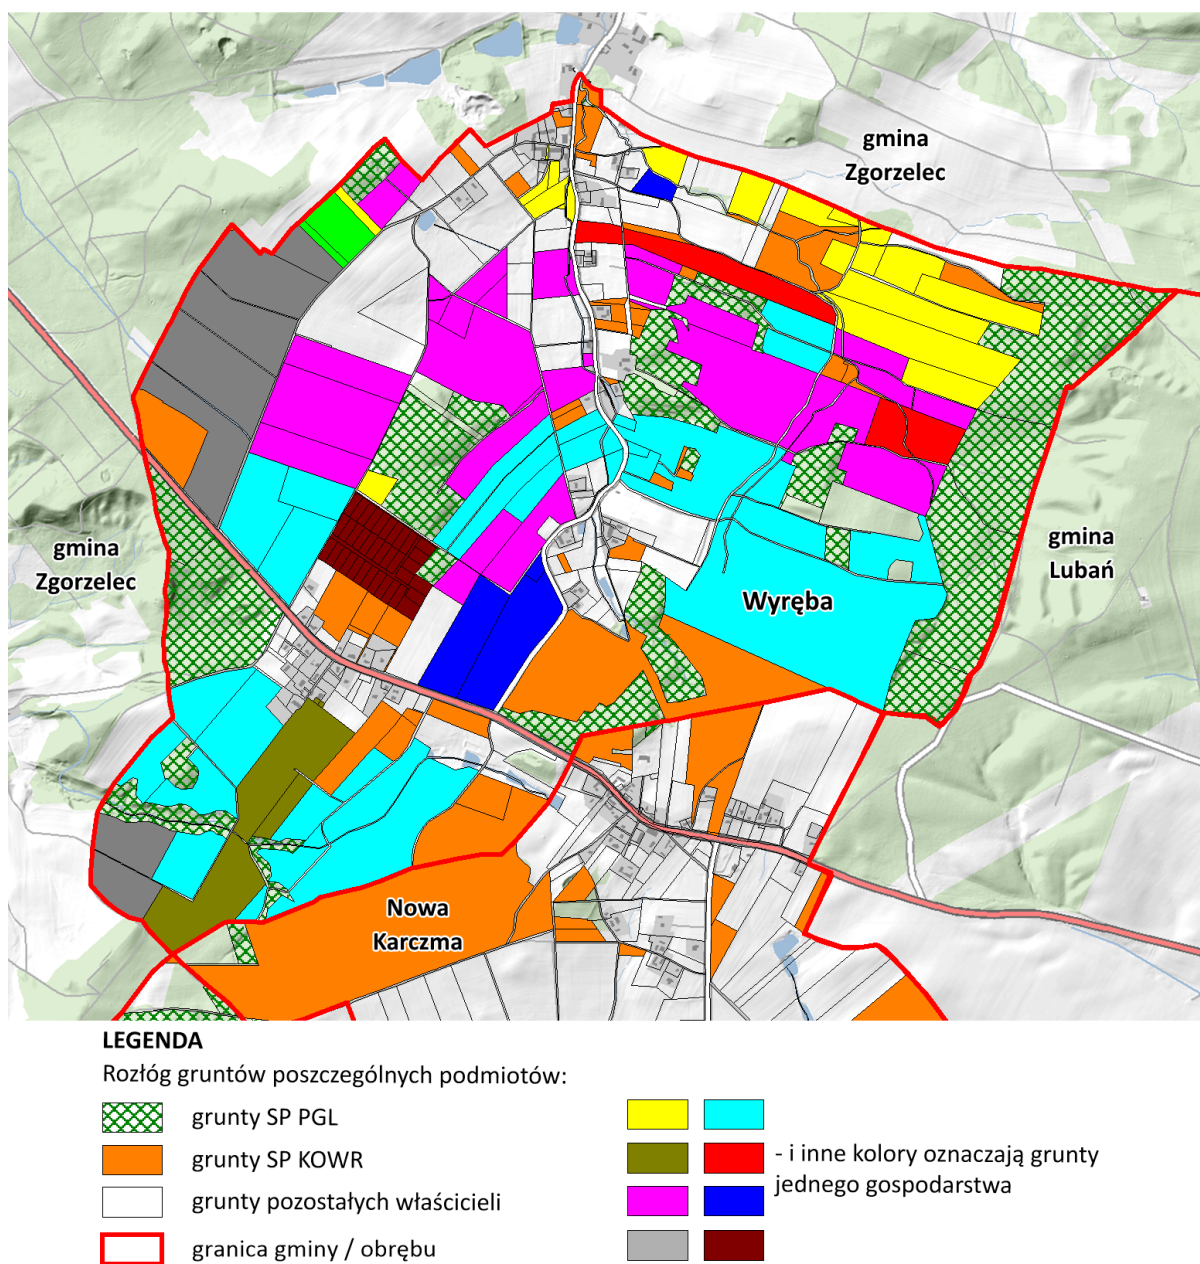 gmina
Zgorzelec
gmina
Zgorzelec
gmina
Lubań
Wyręba
Nowa
Karczma
LEGENDA
Rozłóg gruntów poszczególnych podmiotów:
grunty SP PGL
grunty SP KOWR
grunty pozostałych właścicieli
granica gminy / obrębu
- i inne kolory oznaczają grunty
jednego gospodarstwa